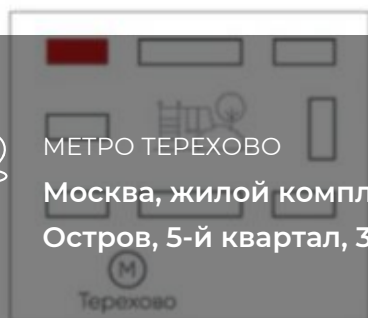 МЕТРО ТЕРЕХОВО
Москва, жилой компл
Остров, 5-й квартал, 3
М
Терехово